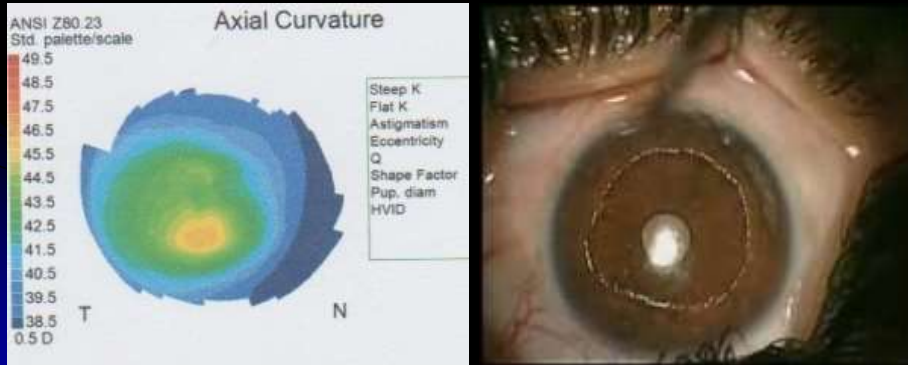 ANSI Z80.23
Std. palette/scale
Axial Curvature
49.5
48.5
47.5
46.5
45.5
44.5
43.5
42.5
41.5
40.5
39.5
38.5
0.5 D
T
N
Steep K
Flat K
Astigmatism
Eccentricity
Q
Shape Factor
Pup. diam
HVID